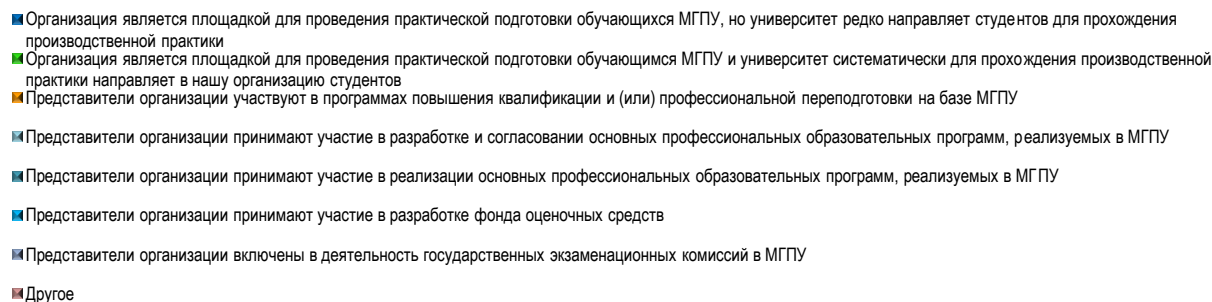 Организация является площадкой для проведения практической подготовки обучающихся МГПУ, но университет редко направляет студентов для прохождения
производственной практики
Организация является площадкой для проведения практической подготовки обучающимся МГПУ и университет систематически для прохождения производственной
практики направляет в нашу организацию студентов
Представители организации участвуют в программах повышения квалификации и (или) профессиональной переподготовки на базе МГПУ
Представители организации принимают участие в разработке и согласовании основных профессиональных образовательных программ, реализуемых в МГПУ
Представители организации принимают участие в реализации основных профессиональных образовательных программ, реализуемых в МГПУ
Представители организации принимают участие в разработке фонда оценочных средств
Представители организации включены в деятельность государственных экзаменационных комиссий в МГПУ
Другое